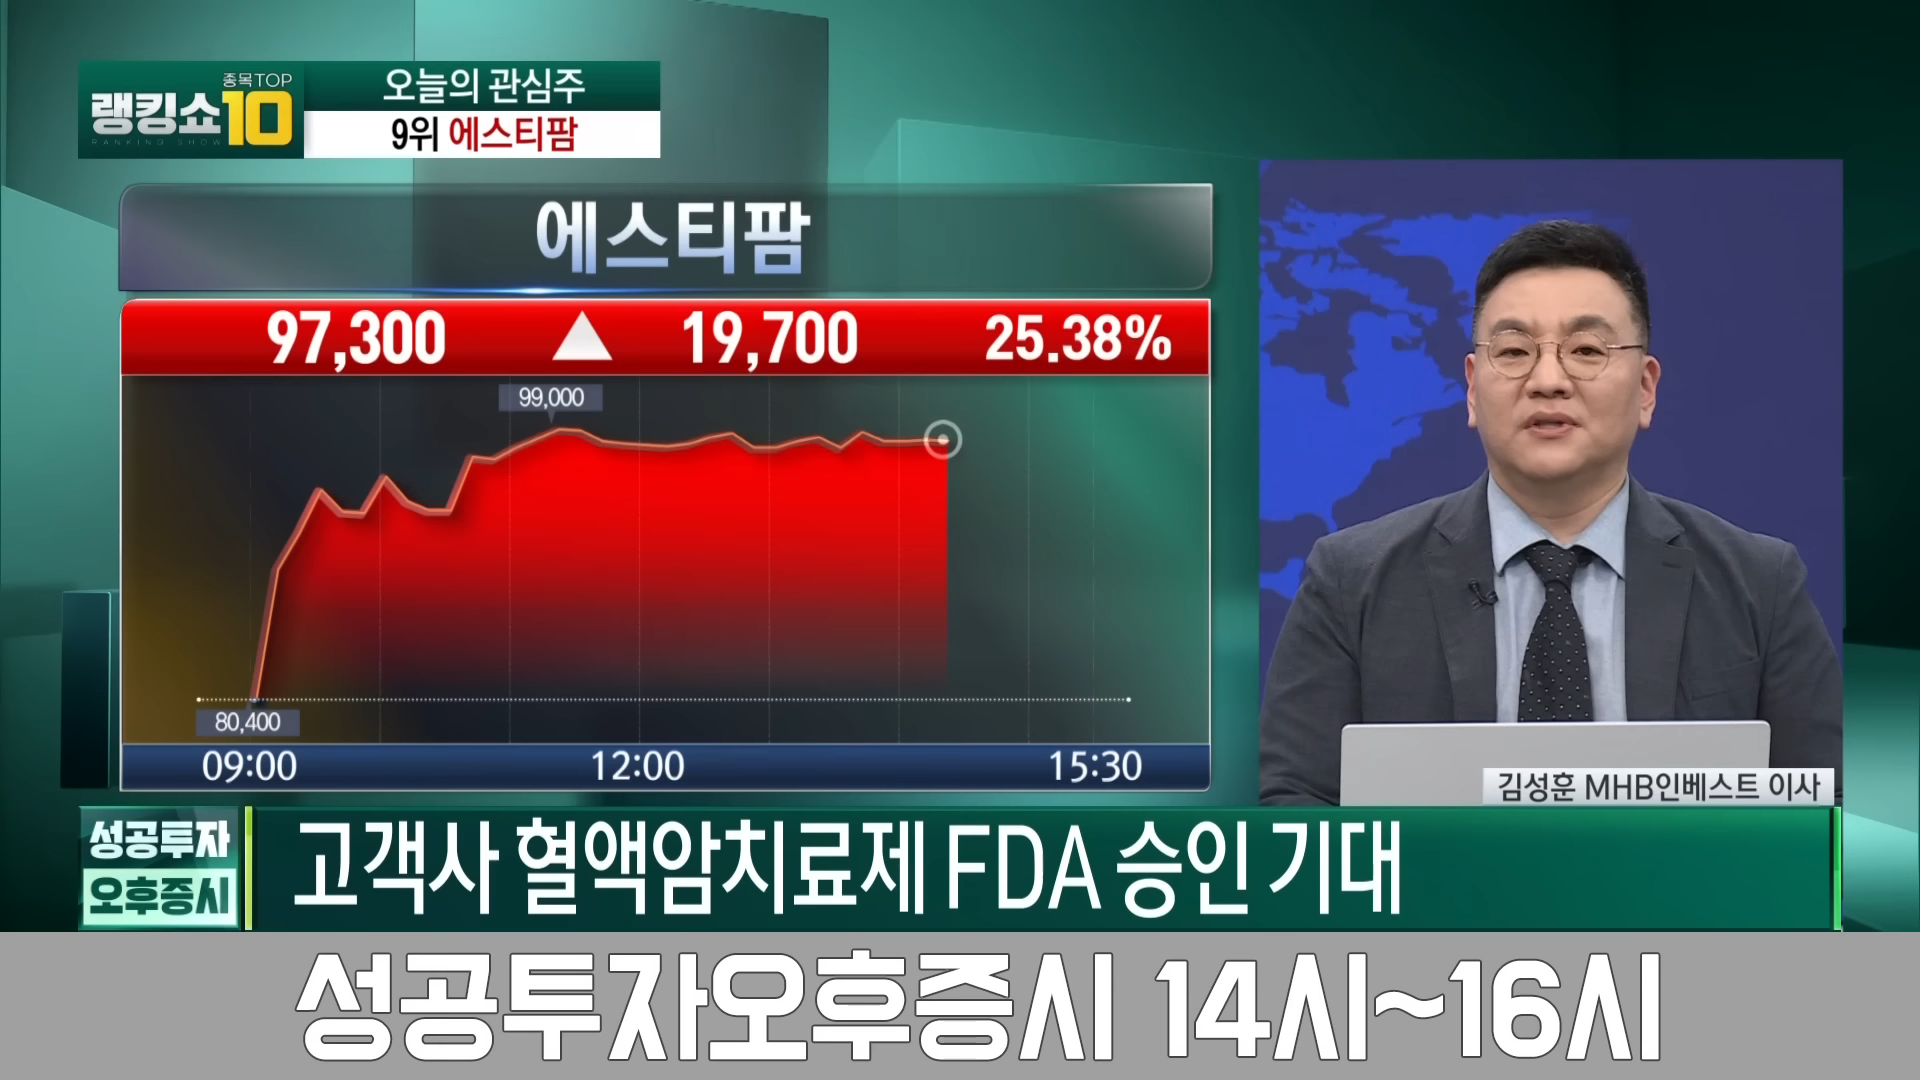 종목TOP
랭킹쇼10
RANKING SHOW
오늘의 관심주
9위 에스티팜
에스티팜
97,300 ▲ 19,700 25.38%
99,000
80,400
09:00 12:00 15:30
김성훈 MHB인베스트 이사
성공투자
오후증시
고객사 혈액암치료제 FDA 승인 기대
성공투자오후증시 14시~16시